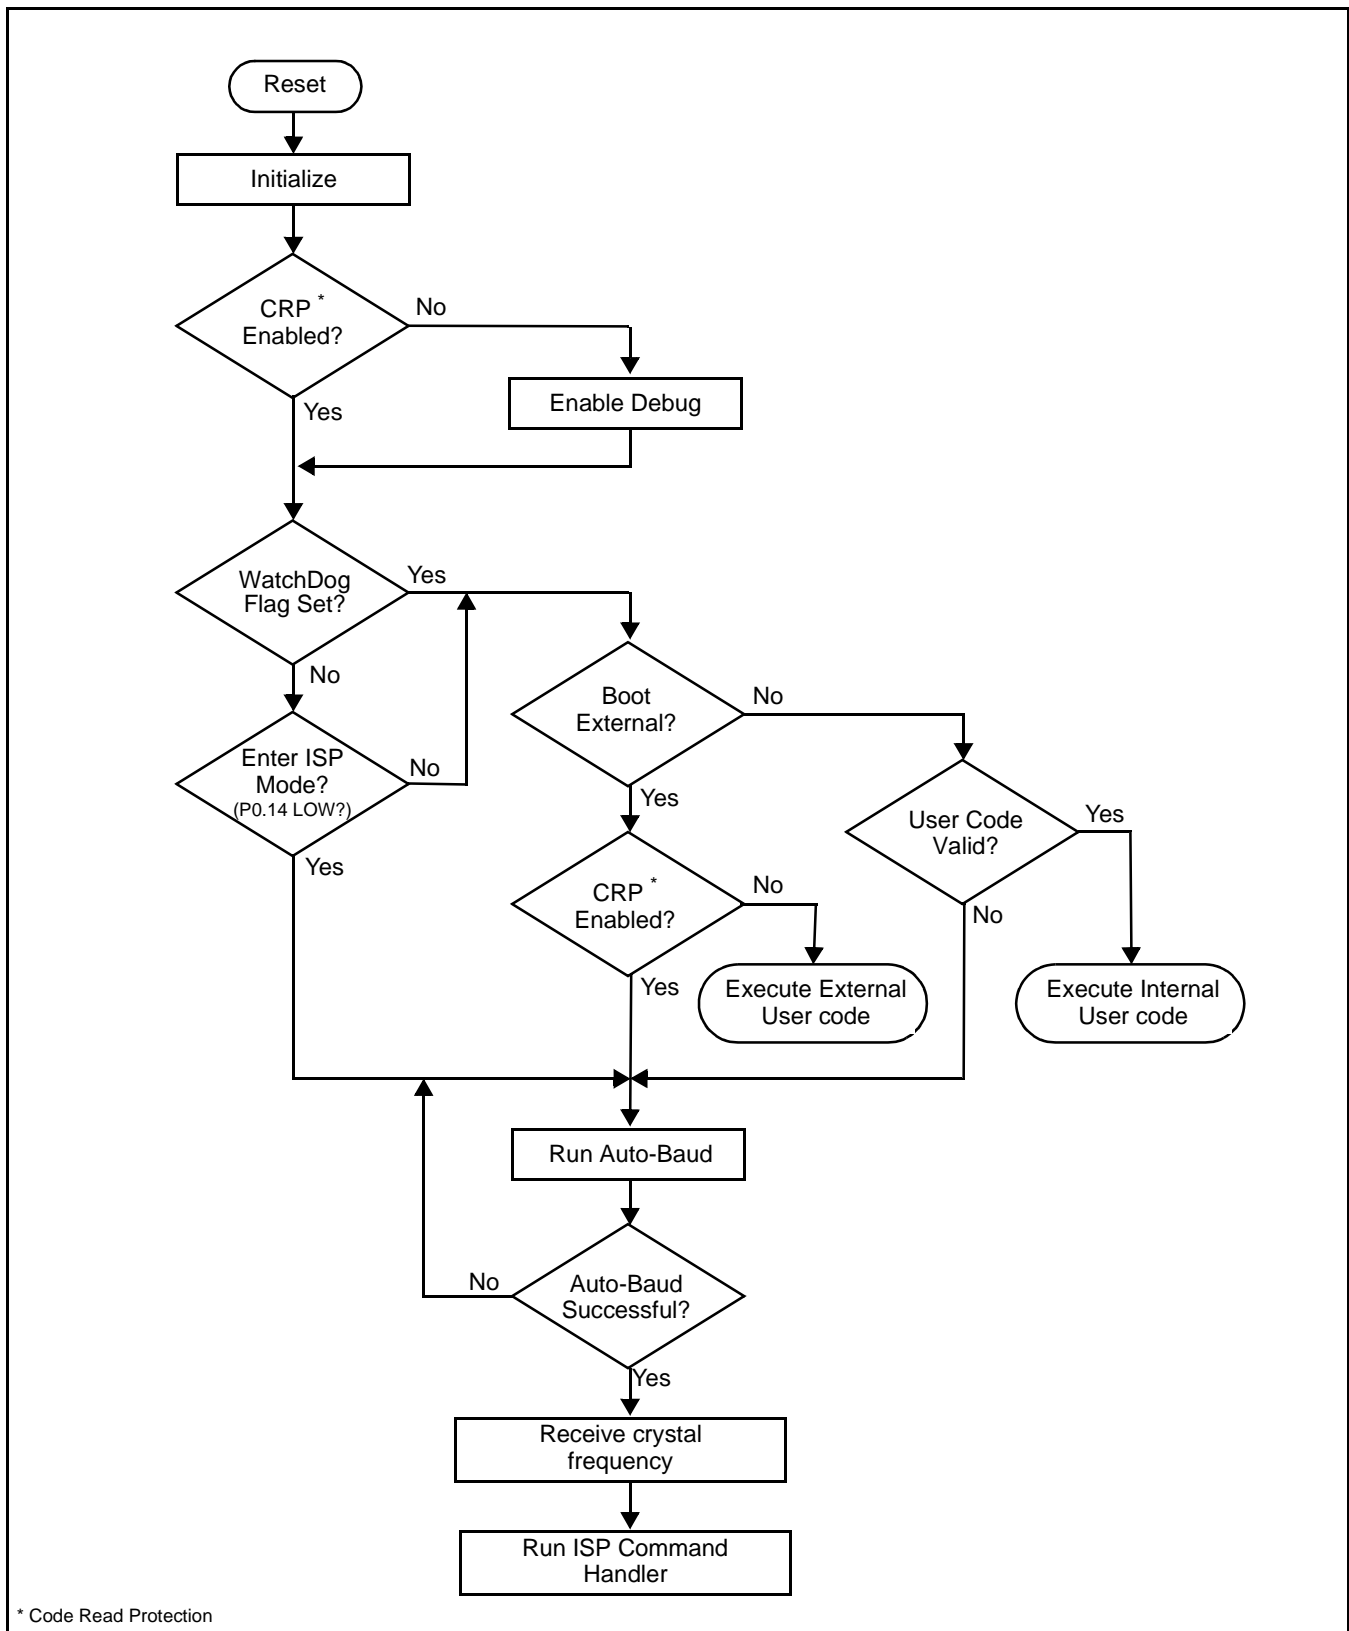 Reset
Initialize
CRP *
Enabled?
No
Enable Debug
Yes
WatchDog
Flag Set?
Yes
No
Boot
External?
No
Enter ISP
Mode?
(P0.14 LOW?)
No
Yes
Yes
User Code
Valid?
Yes
CRP *
Enabled?
No
No
Yes
Execute External
User code
Execute Internal
User code
Run Auto-Baud
No
Auto-Baud
Successful?
Yes
Receive crystal
frequency
Run ISP Command
Handler
* Code Read Protection